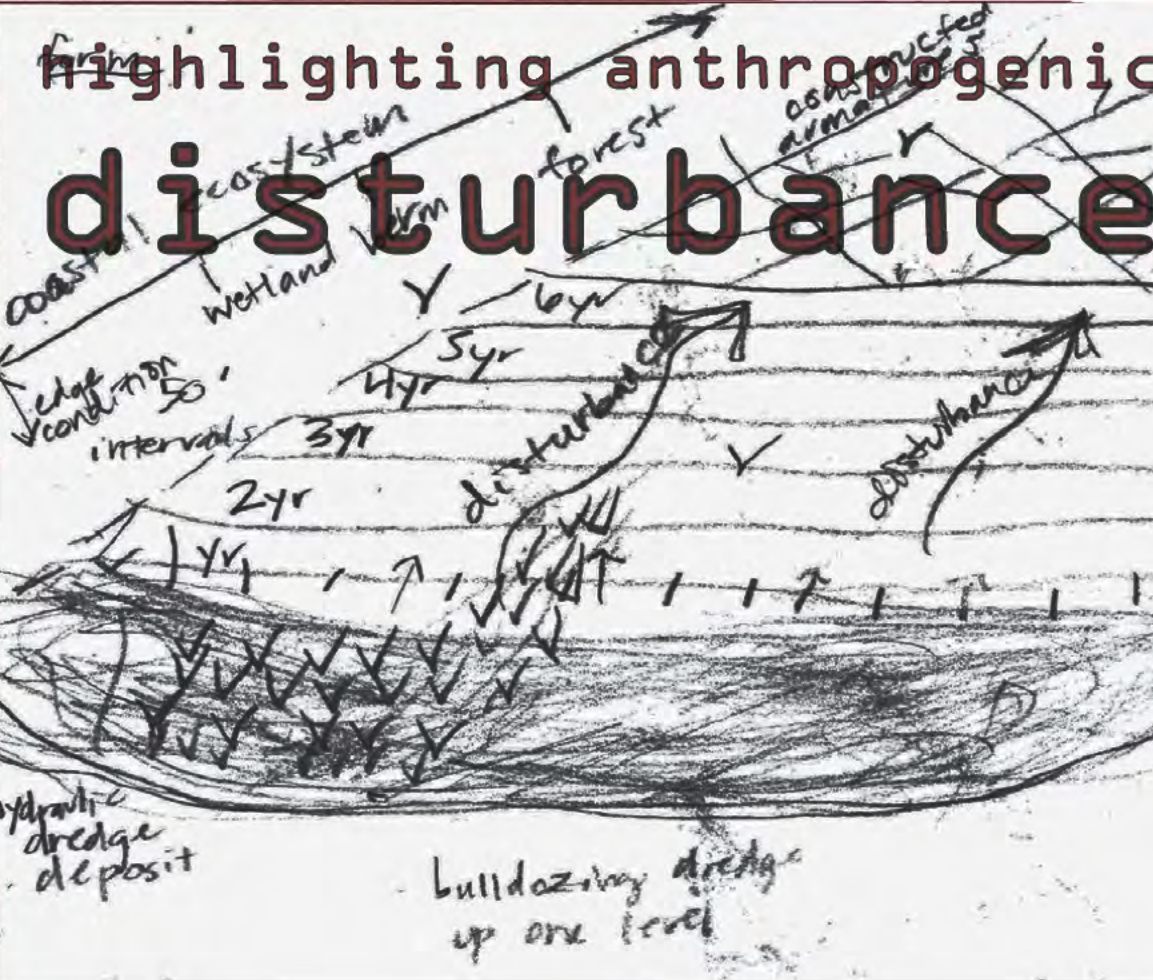 highlighting anthropogenic
disturbance
coastal ecosystem
forest
constructed
wetland
6yr
5yr
4yr
3yr
2yr
yr
edge
condition
50'
intervals
disturbance
disturbance
hydraulic
dredge
deposit
bulldozing dredge
up one level